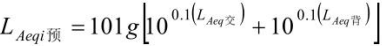 L_{Aeqi预} = 101g[10^{0.1(L_{Aeq交})} + 10^{0.1(L_{Aeq背})}]